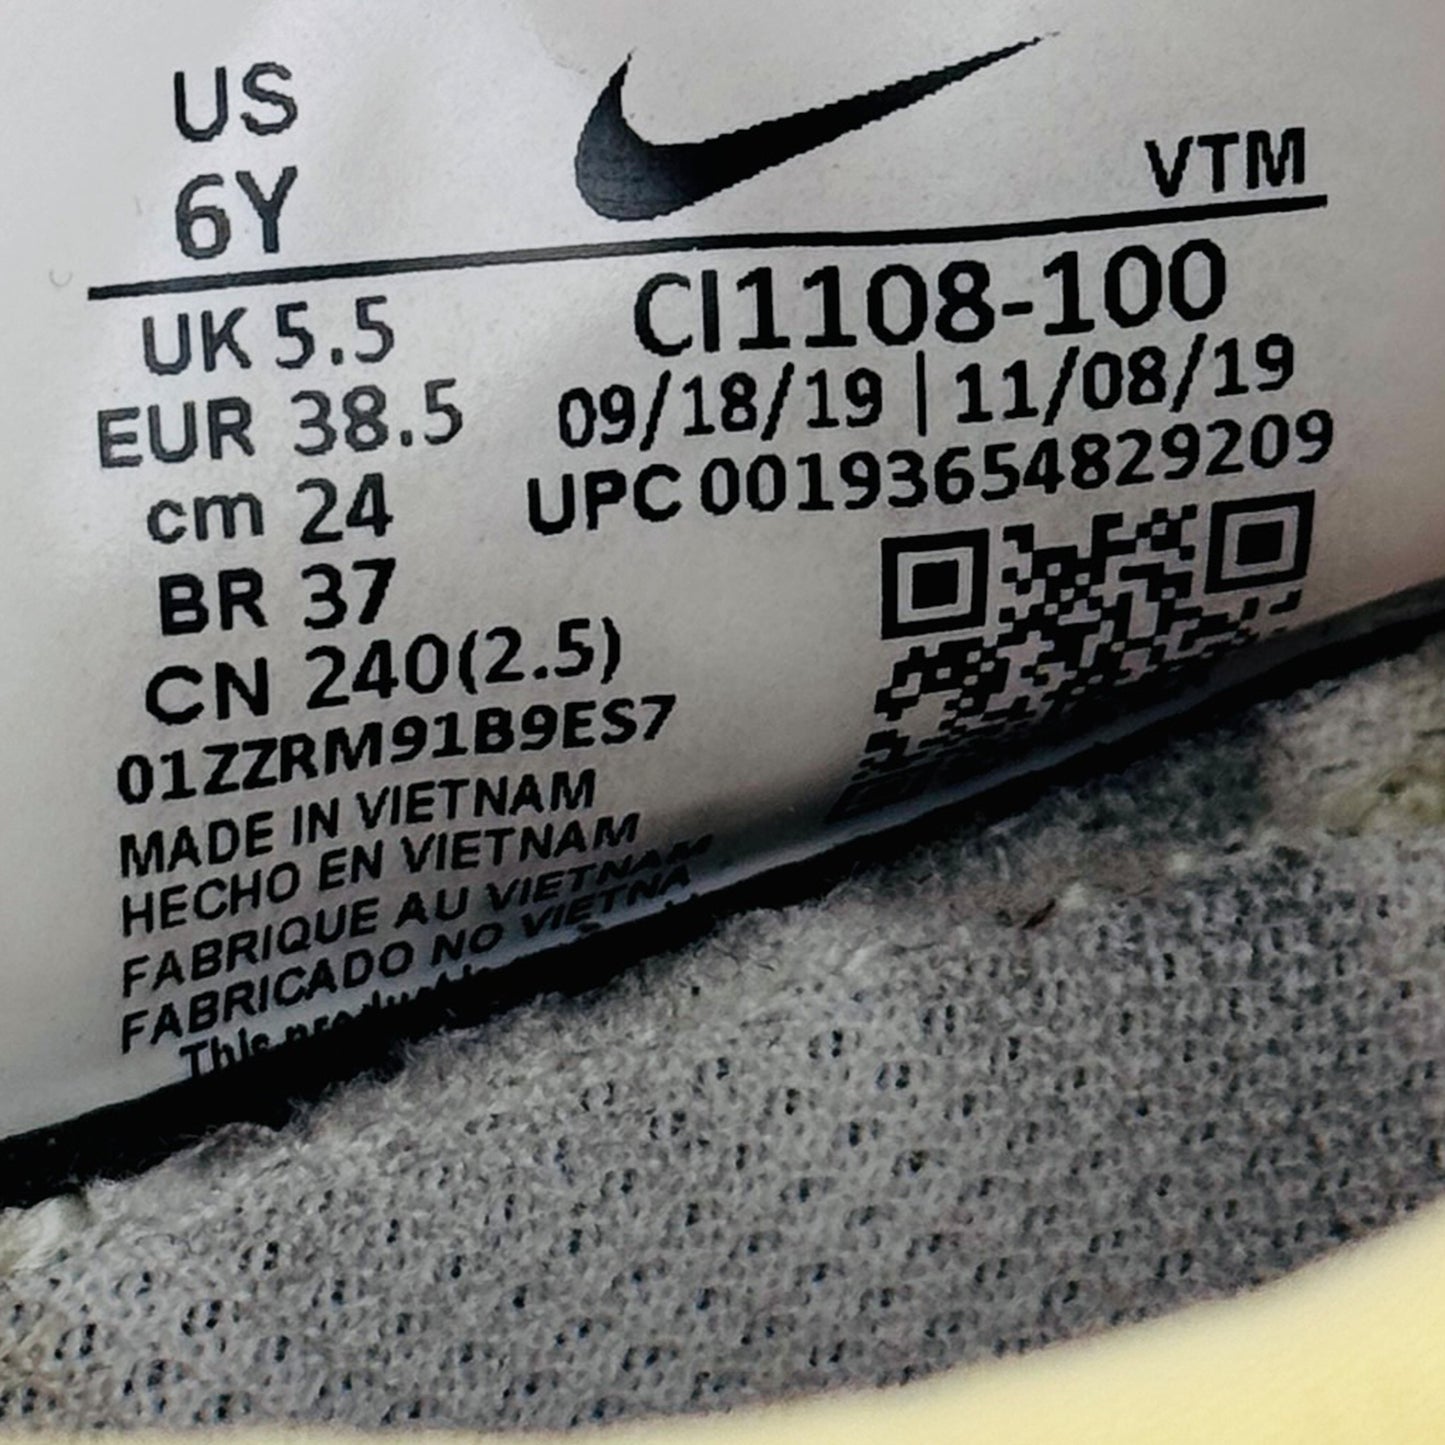 US
6Y
VTM
UK 5.5
EUR 38.5
cm 24
BR 37
CN 240(2.5)
01ZZRM91B9ES7
MADE IN VIETNAM
HECHO EN VIETNAM
FABRIQUE AU VIETNAM
FABRICADO NO
This
CI1108-100
09/18/19 | 11/08/19
UPC 00193654829209